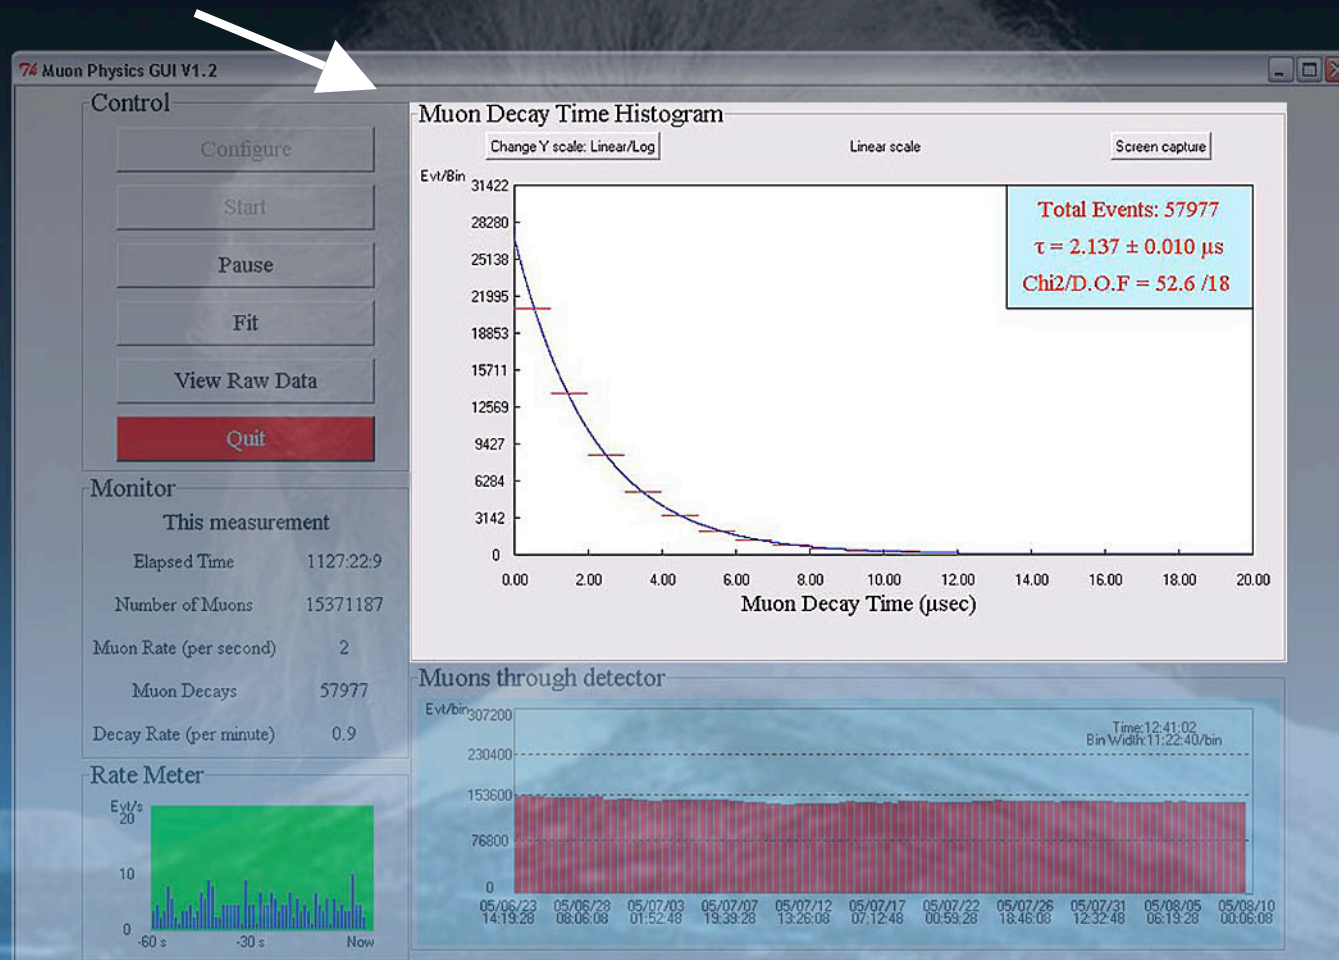 Muon Physics GUI V1.2
Control
Configure
Start
Pause
Fit
View Raw Data
Quit
Monitor
This measurement
Elapsed Time 1127:22:9
Number of Muons 15371187
Muon Rate (per second) 2
Muon Decays 57977
Decay Rate (per minute) 0.9
Rate Meter
Evt/s
20
10
0
-60 s -30 s Now
Muon Decay Time Histogram
Change Y scale: Linear/Log Linear scale Screen capture
Evt/Bin
31422
28280
25138
21995
18853
15711
12569
9427
6284
3142
0
Total Events: 57977
τ = 2.137 ± 0.010 μs
Chi2/D.O.F = 52.6 /18
0.00 2.00 4.00 6.00 8.00 10.00 12.00 14.00 16.00 18.00 20.00
Muon Decay Time (μsec)
Muons through detector
Evt/bin
307200
230400
153600
76800
0
Time:12:41:02
Bin Width:11:22:40/bin
05/06/23 05/06/28 05/07/03 05/07/07 05/07/12 05/07/17 05/07/22 05/07/26 05/07/31 05/08/05 05/08/10
14:19:28 08:06:08 01:52:48 19:39:28 13:26:08 07:12:48 00:59:28 18:46:08 12:32:48 06:19:28 00:06:08